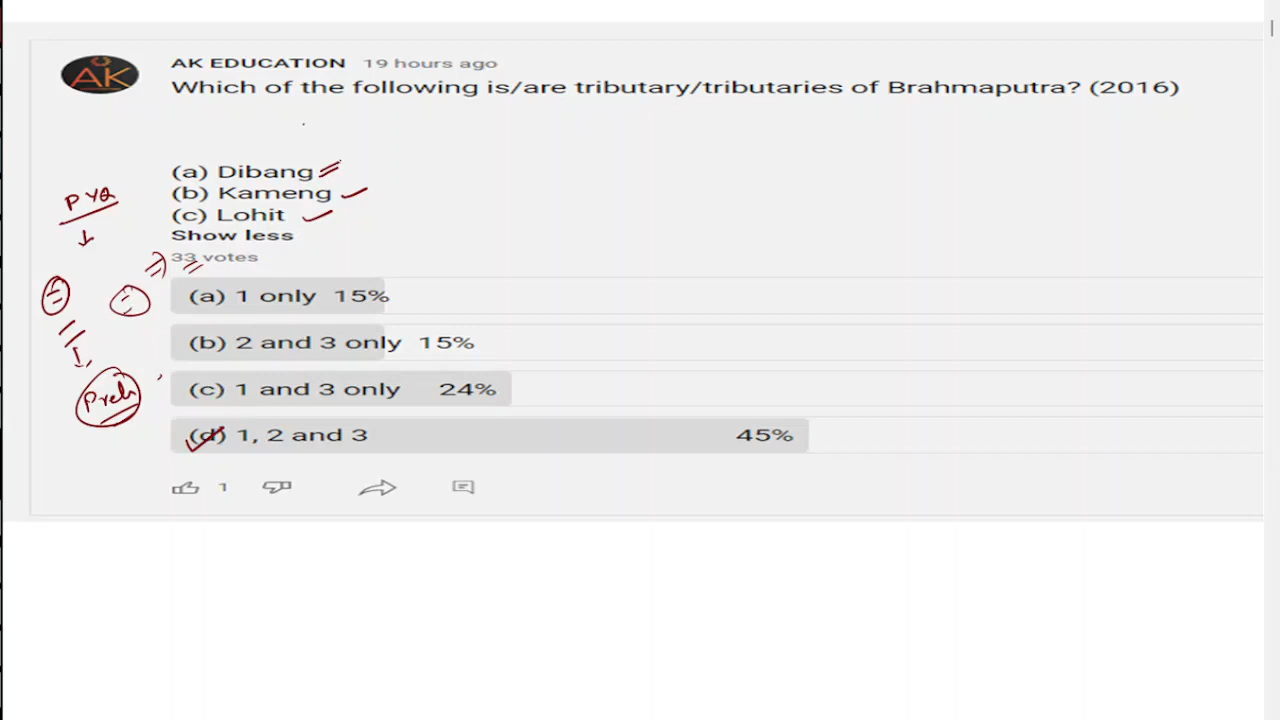 AK
AK EDUCATION 19 hours ago
Which of the following is/are tributary/tributaries of Brahmaputra? (2016)
(a) Dibang
(b) Kameng
PYQ
(c) Lohit
Show less
33 votes
(a) 1 only 15%
(b) 2 and 3 only 15%
(c) 1 and 3 only 24%
(d) 1, 2 and 3 45%
1